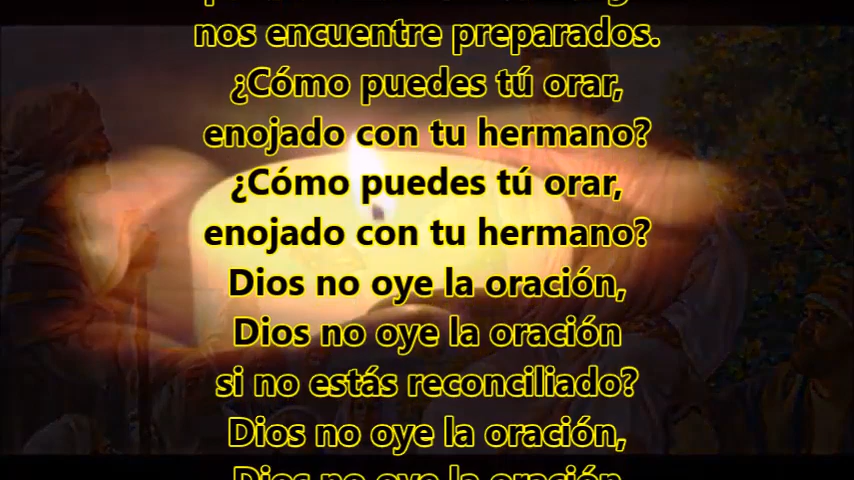 nos encuentre preparados.
¿Cómo puedes tú orar,
enojado con tu hermano?
¿Cómo puedes tú orar,
enojado con tu hermano?
Dios no oye la oración,
Dios no oye la oración
si no estás reconciliado?
Dios no oye la oración,
Dios no oye la oración